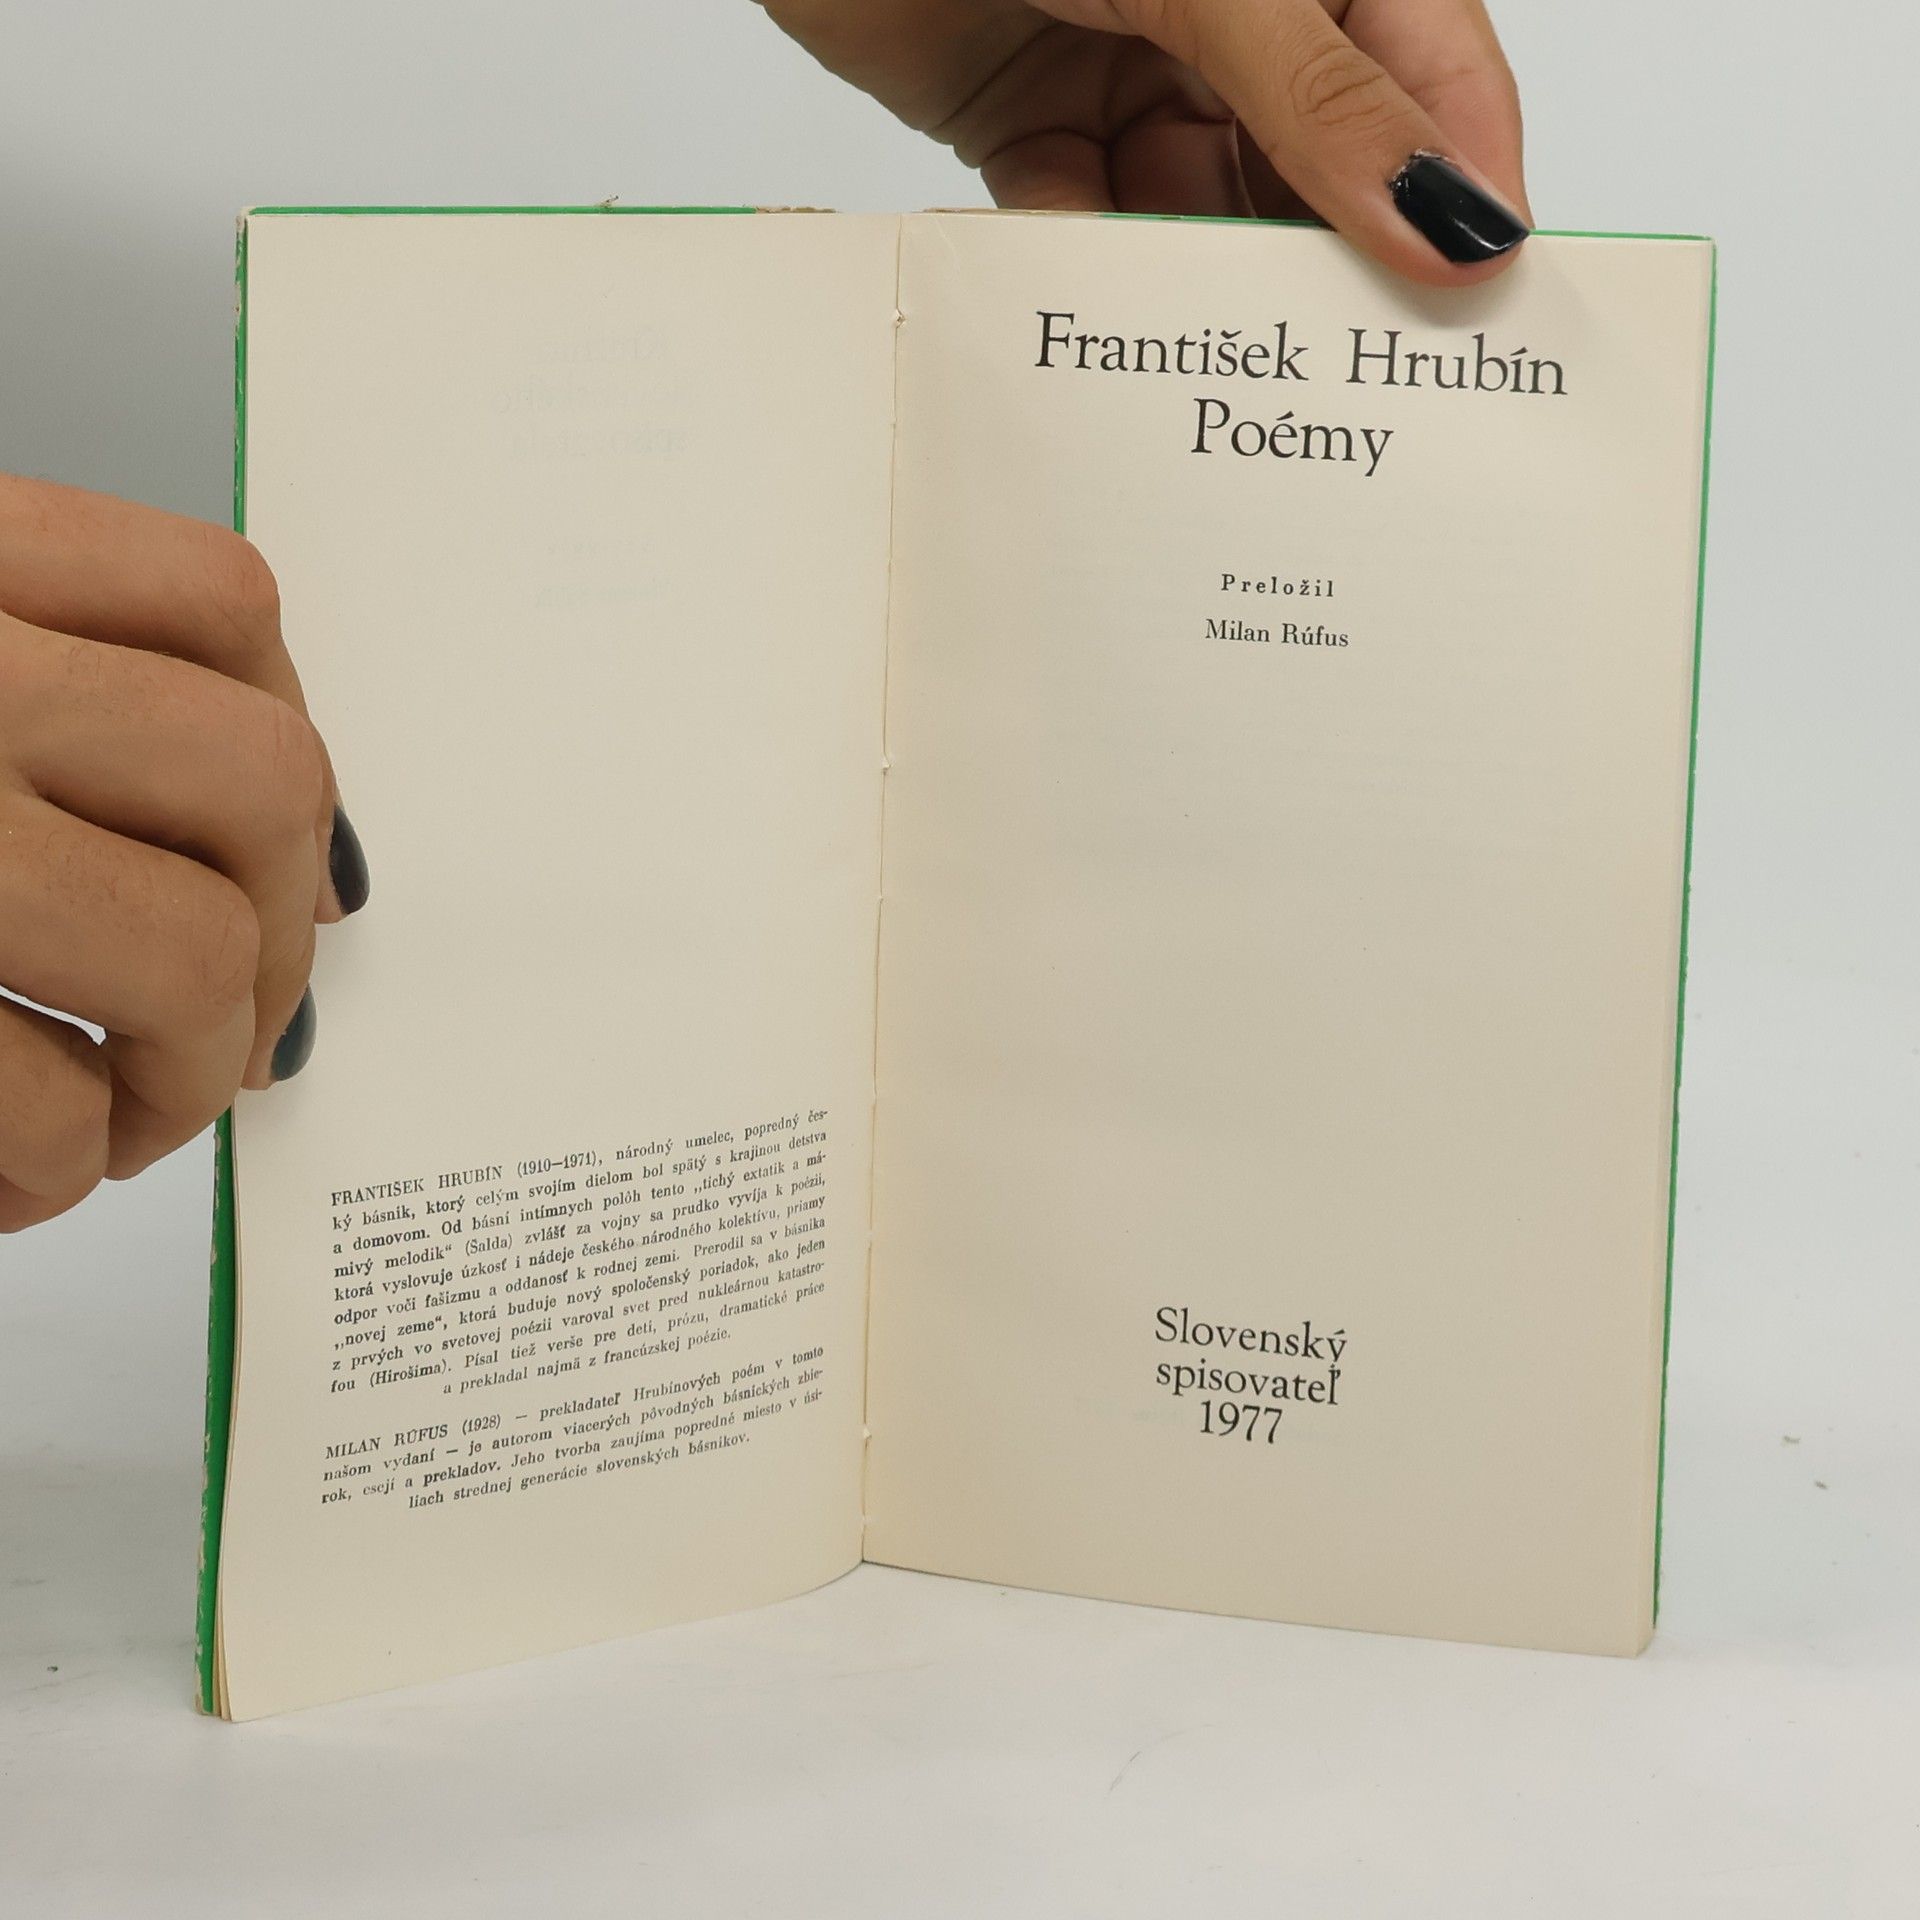 FRANTIŠEK HRUBÍN (1910—1971), národný umelec, popredný čes-
ký básnik, ktorý celým svojím dielom bol spätý s krajinou detstva
a domovom. Od básní intímnych polôh tento „tichý extatik a má-
mivý melodik“ (Šalda) zvlášť za vojny sa prudko vyvíja k poézii,
ktorá vyslovuje úzkosť i nádeje českého národného kolektívu, priamy
odpor voči fašizmu a oddanosť k rodnej zemi. Prerodil sa v básnika
„novej zeme“, ktorá buduje nový spoločenský poriadok, ako jeden
z prvých vo svetovej poézii varoval svet pred nukleárnou katastro-
fou (Hirošima). Písal tiež verše pre deti, prózu, dramatické práce
a prekladal najmä z francúzskej poézie.
MILAN RÚFUS (1928) — prekladateľ Hrubínových poém v tomto
našom vydaní — je autorom viacerých pôvodných básnických zbie-
rok, esejí a prekladov. Jeho tvorba zaujíma popredné miesto v úsi-
liach strednej generácie slovenských básnikov.
František Hrubín
Poémy
Preložil
Milan Rúfus
Slovenský
spisovateľ
1977